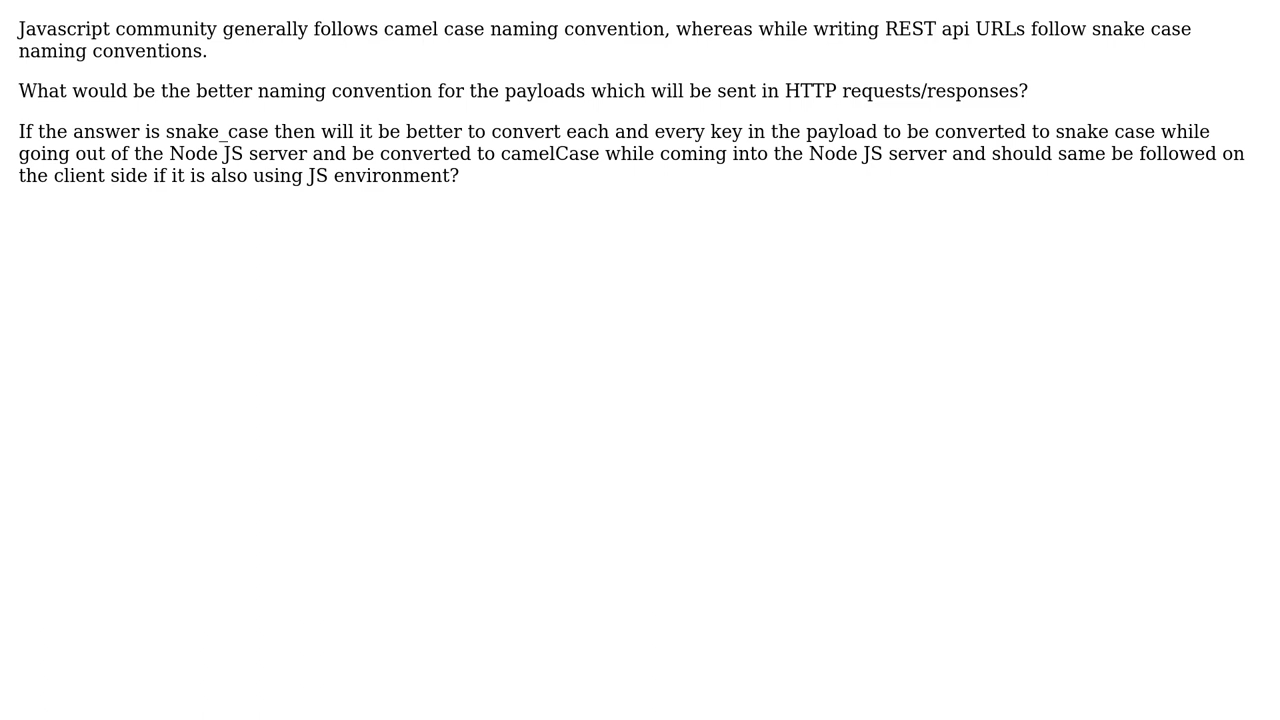 Javascript community generally follows camel case naming convention, whereas while writing REST api URLs follow snake case
naming conventions.
What would be the better naming convention for the payloads which will be sent in HTTP requests/responses?
If the answer is snake_case then will it be better to convert each and every key in the payload to be converted to snake case while
going out of the Node JS server and be converted to camelCase while coming into the Node JS server and should same be followed on
the client side if it is also using JS environment?